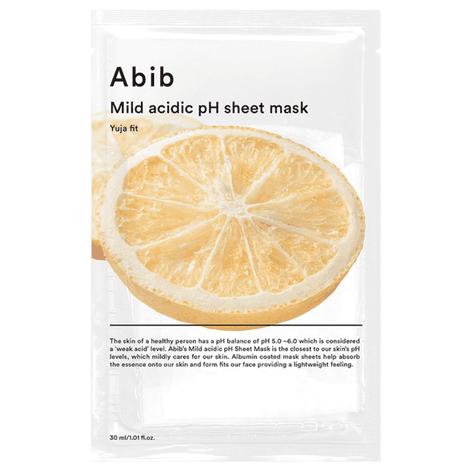 Abib
Mild acidic pH sheet mask
Yuja fit
The skin of a healthy person has a pH balance of pH 5.0 ~6.0 which is considered
a 'weak acid' level. Abib's Mild acidic pH Sheet Mask is the closest to our skin's pH
levels, which mildly cares for our skin. Albumin coated mask sheets help absorb
the essence onto our skin and form fits our face providing a lightweight feeling.
30 ml/1.01 fl.oz.